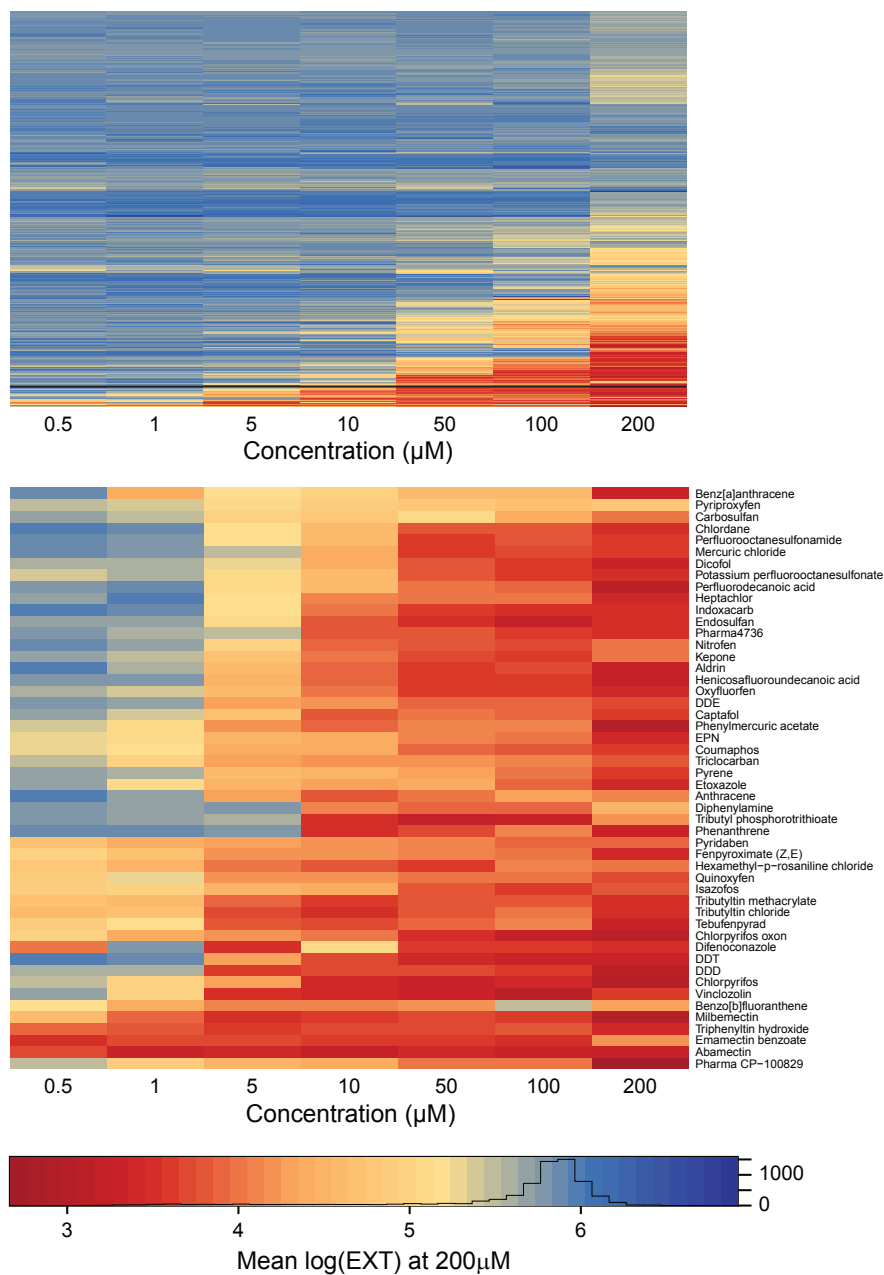 0.5 1 5 10 50 100 200
Concentration (µM)
Benz[a]anthracene
Pyriproxyfen
Carbosulfan
Chlordane
Perfluorooctanesulfonamide
Mercuric chloride
Dicofol
Potassium perfluorooctanesulfonate
Perfluorodecanoic acid
Heptachlor
Indoxacarb
Endosulfan
Pharma4736
Nitrofen
Kepone
Aldrin
Henicosafluoroundecanoic acid
Oxyfluorfen
DDE
Captafol
Phenylmercuric acetate
EPN
Coumaphos
Triclocarban
Pyrene
Etoxazole
Anthracene
Diphenylamine
Tributyl phosphorotrithioate
Phenanthrene
Pyridaben
Fenpyroximate (Z,E)
Hexamethyl−p−rosaniline chloride
Quinoxyfen
Isazofos
Tributyltin methacrylate
Tributyltin chloride
Tebufenpyrad
Chlorpyrifos oxon
Difenoconazole
DDT
DDD
Chlorpyrifos
Vinclozolin
Benzo[b]fluoranthene
Milbemectin
Triphenyltin hydroxide
Emamectin benzoate
Abamectin
Pharma CP−100829
0.5 1 5 10 50 100 200
Concentration (µM)
1000
0
3 4 5 6
Mean log(EXT) at 200µM